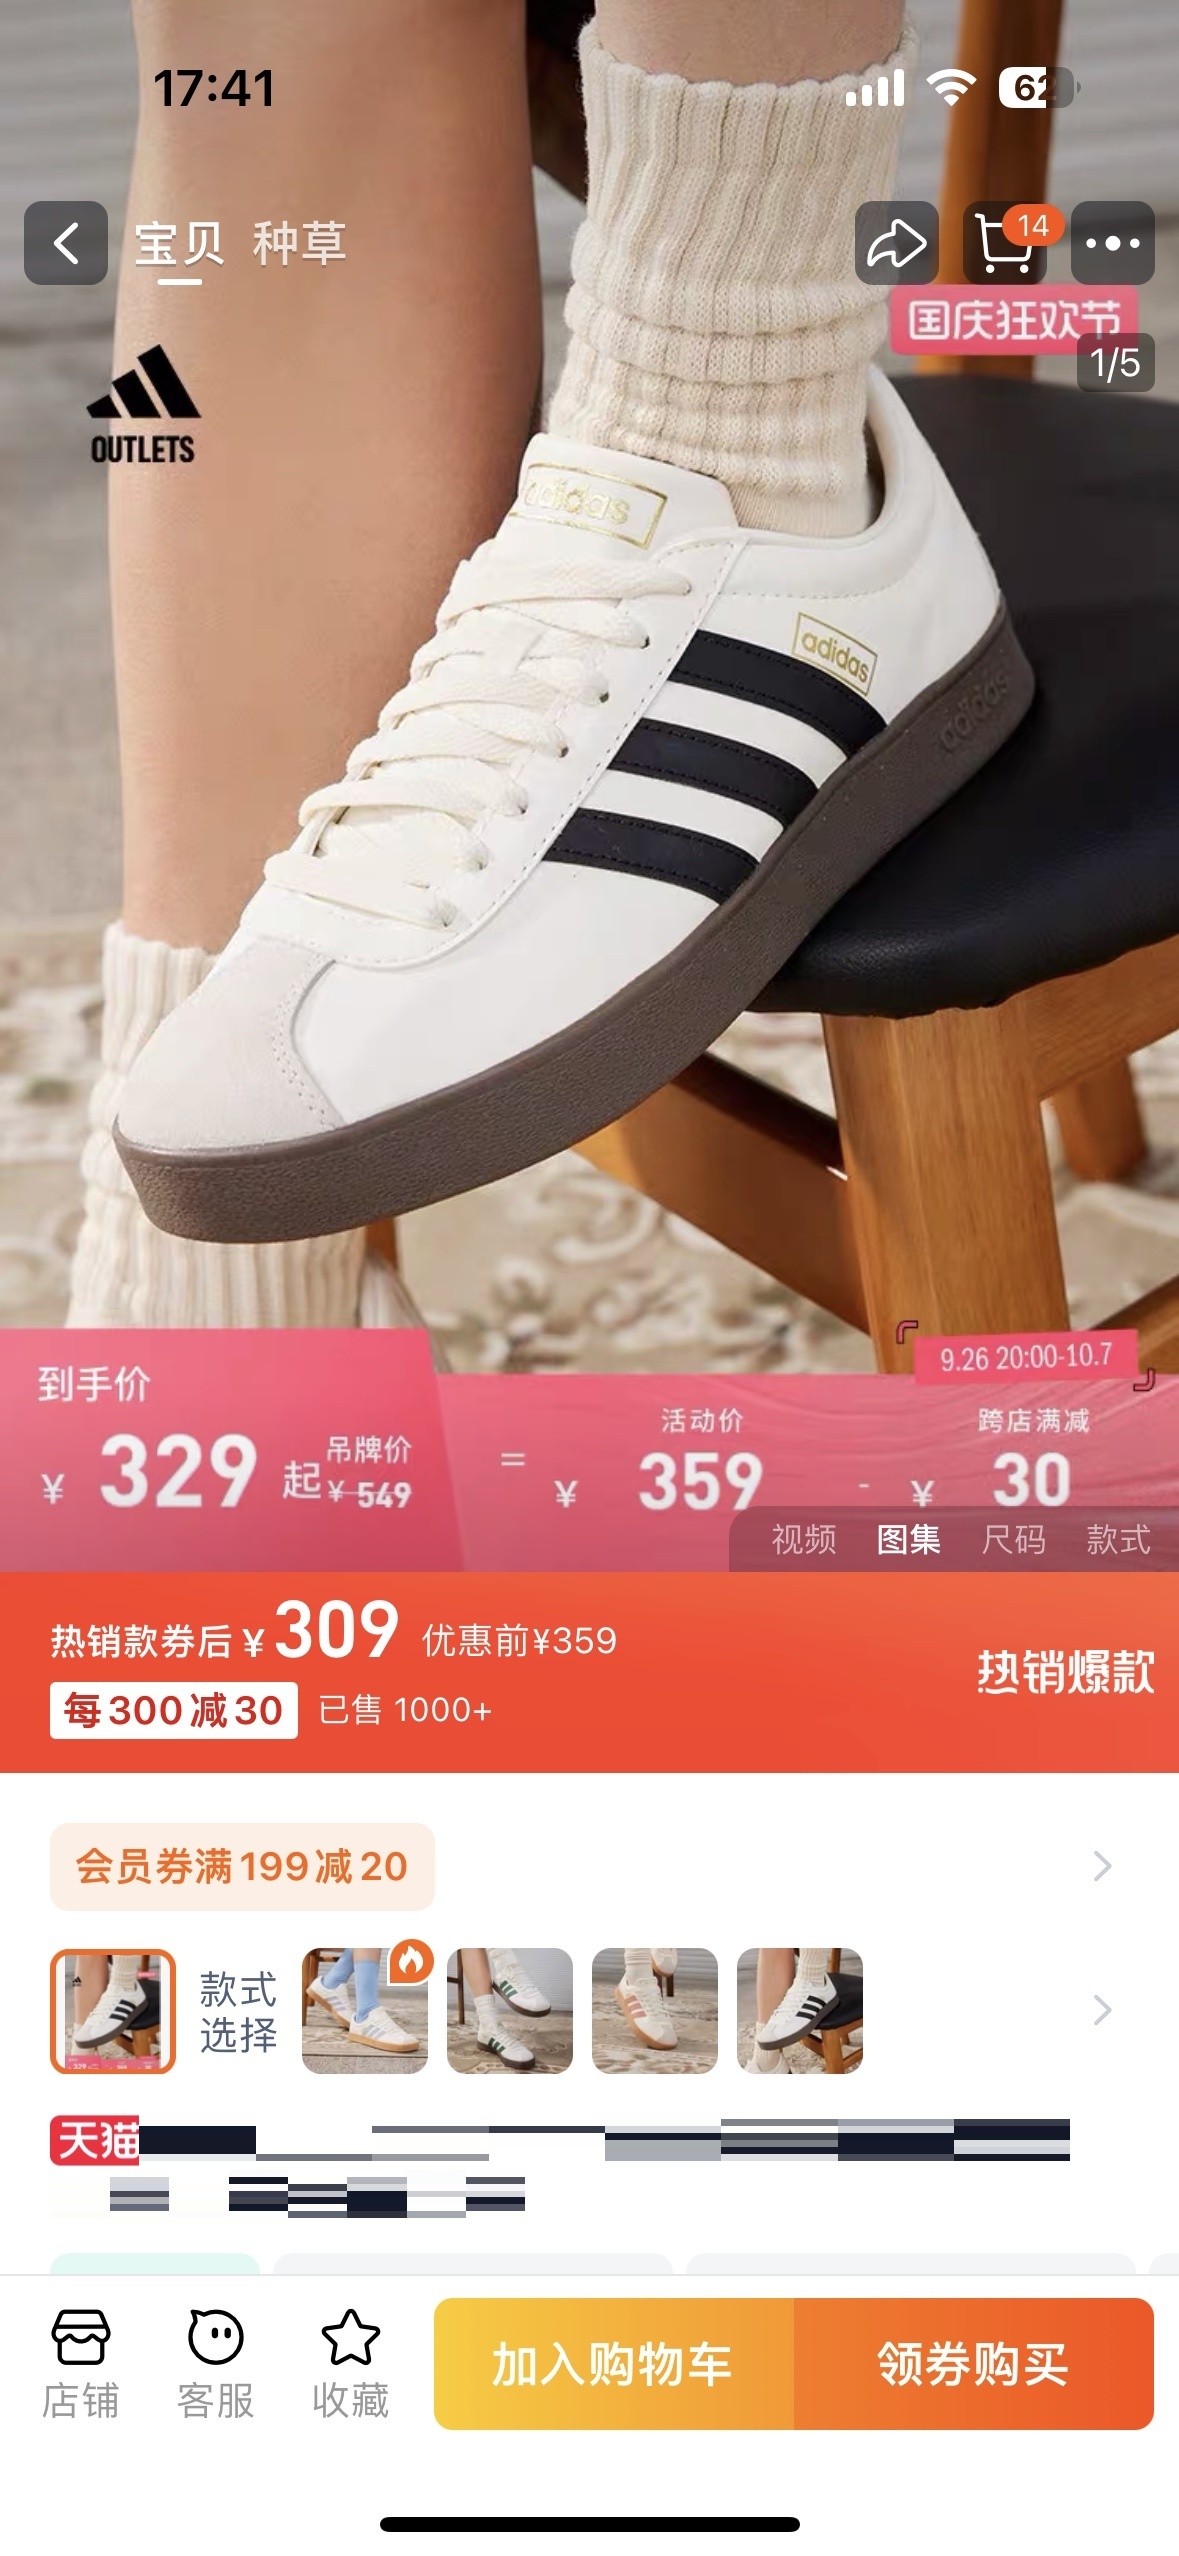 17:41
62
宝贝 种草
14
国庆狂欢节
1/5
OUTLETS
adidas
adidas
adidas
9.26 20:00-10.7
到手价
¥ 329 起
吊牌价
¥ 549
=
活动价
¥ 359
-
跨店满减
¥ 30
视频 图集 尺码 款式
热销款券后¥309 优惠前¥359
热销爆款
每300减30 已售 1000+
会员券满199减20
款式
选择
天猫
店铺 客服 收藏 加入购物车 领券购买